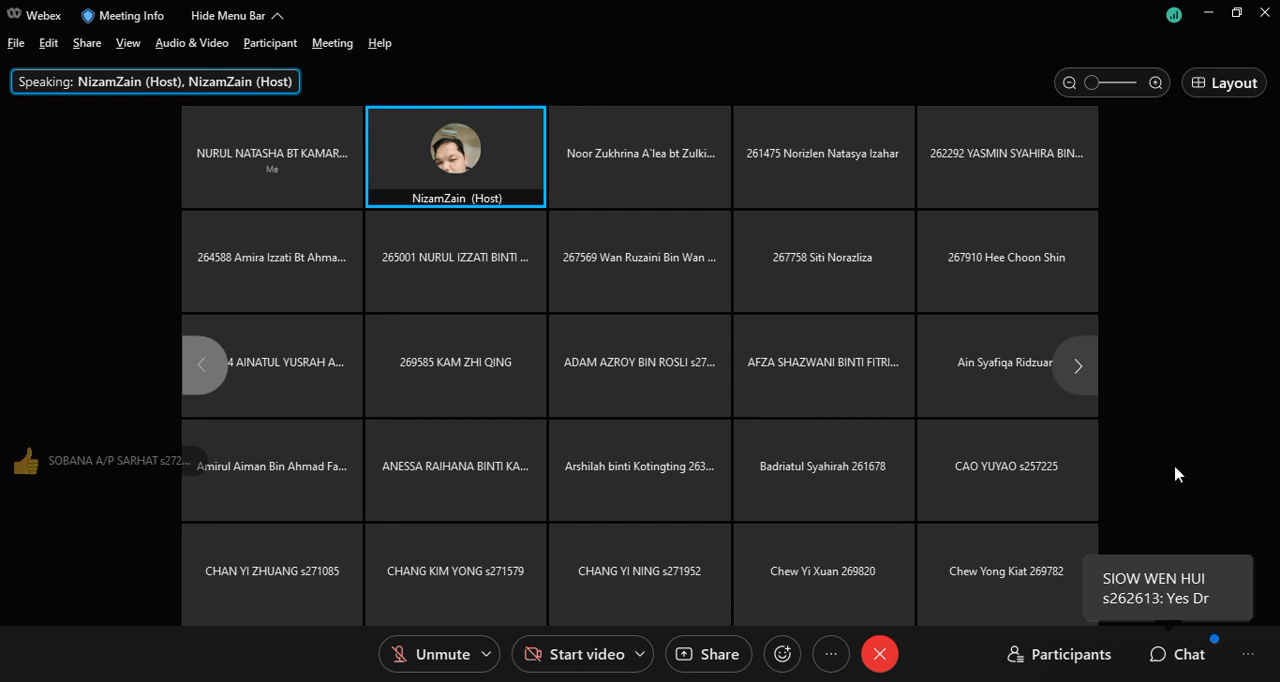 Webex
Meeting Info
Hide Menu Bar
File Edit Share View Audio & Video Participant Meeting Help
Speaking: NizamZain (Host), NizamZain (Host)
Layout
NURUL NATASHA BT KAMAR...
Me
NizamZain (Host)
Noor Zukhrina A`lea bt Zulki...
261475 Norizlen Natasya Izahar
262292 YASMIN SYAHIRA BIN...
264588 Amira Izzati Bt Ahma...
265001 NURUL IZZATI BINTI ...
267569 Wan Ruzaini Bin Wan ...
267758 Siti Norazliza
267910 Hee Choon Shin
4 AINATUL YUSRAH A...
269585 KAM ZHI QING
ADAM AZROY BIN ROSLI s27...
AFZA SHAZWANI BINTI FITRI...
Ain Syafiqa Ridzuan
SOBANA A/P SARHAT s272...
Amirul Aiman Bin Ahmad Fa...
ANESSA RAIHANA BINTI KA...
Arshilah binti Kotingting 263...
Badriatul Syahirah 261678
CAO YUYAO s257225
CHAN YI ZHUANG s271085
CHANG KIM YONG s271579
CHANG YI NING s271952
Chew Yi Xuan 269820
Chew Yong Kiat 269782
SIOW WEN HUI
s262613: Yes Dr
Unmute
Start video
Share
Participants
Chat